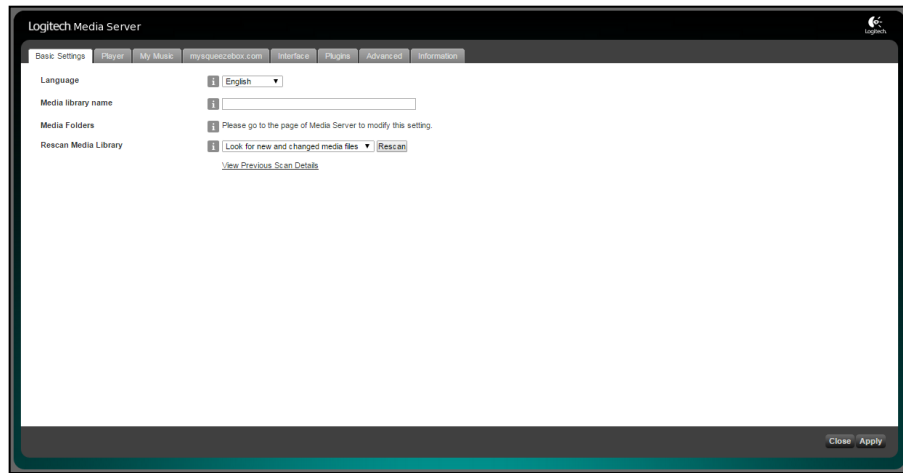 Logitech Media Server
Logitech
Basic Settings Player My Music mysqueezebox.com Interface Plugins Advanced Information
Language i English
Media library name i
Media Folders i Please go to the page of Media Server to modify this setting.
Rescan Media Library i Look for new and changed media files Rescan
View Previous Scan Details
Close Apply